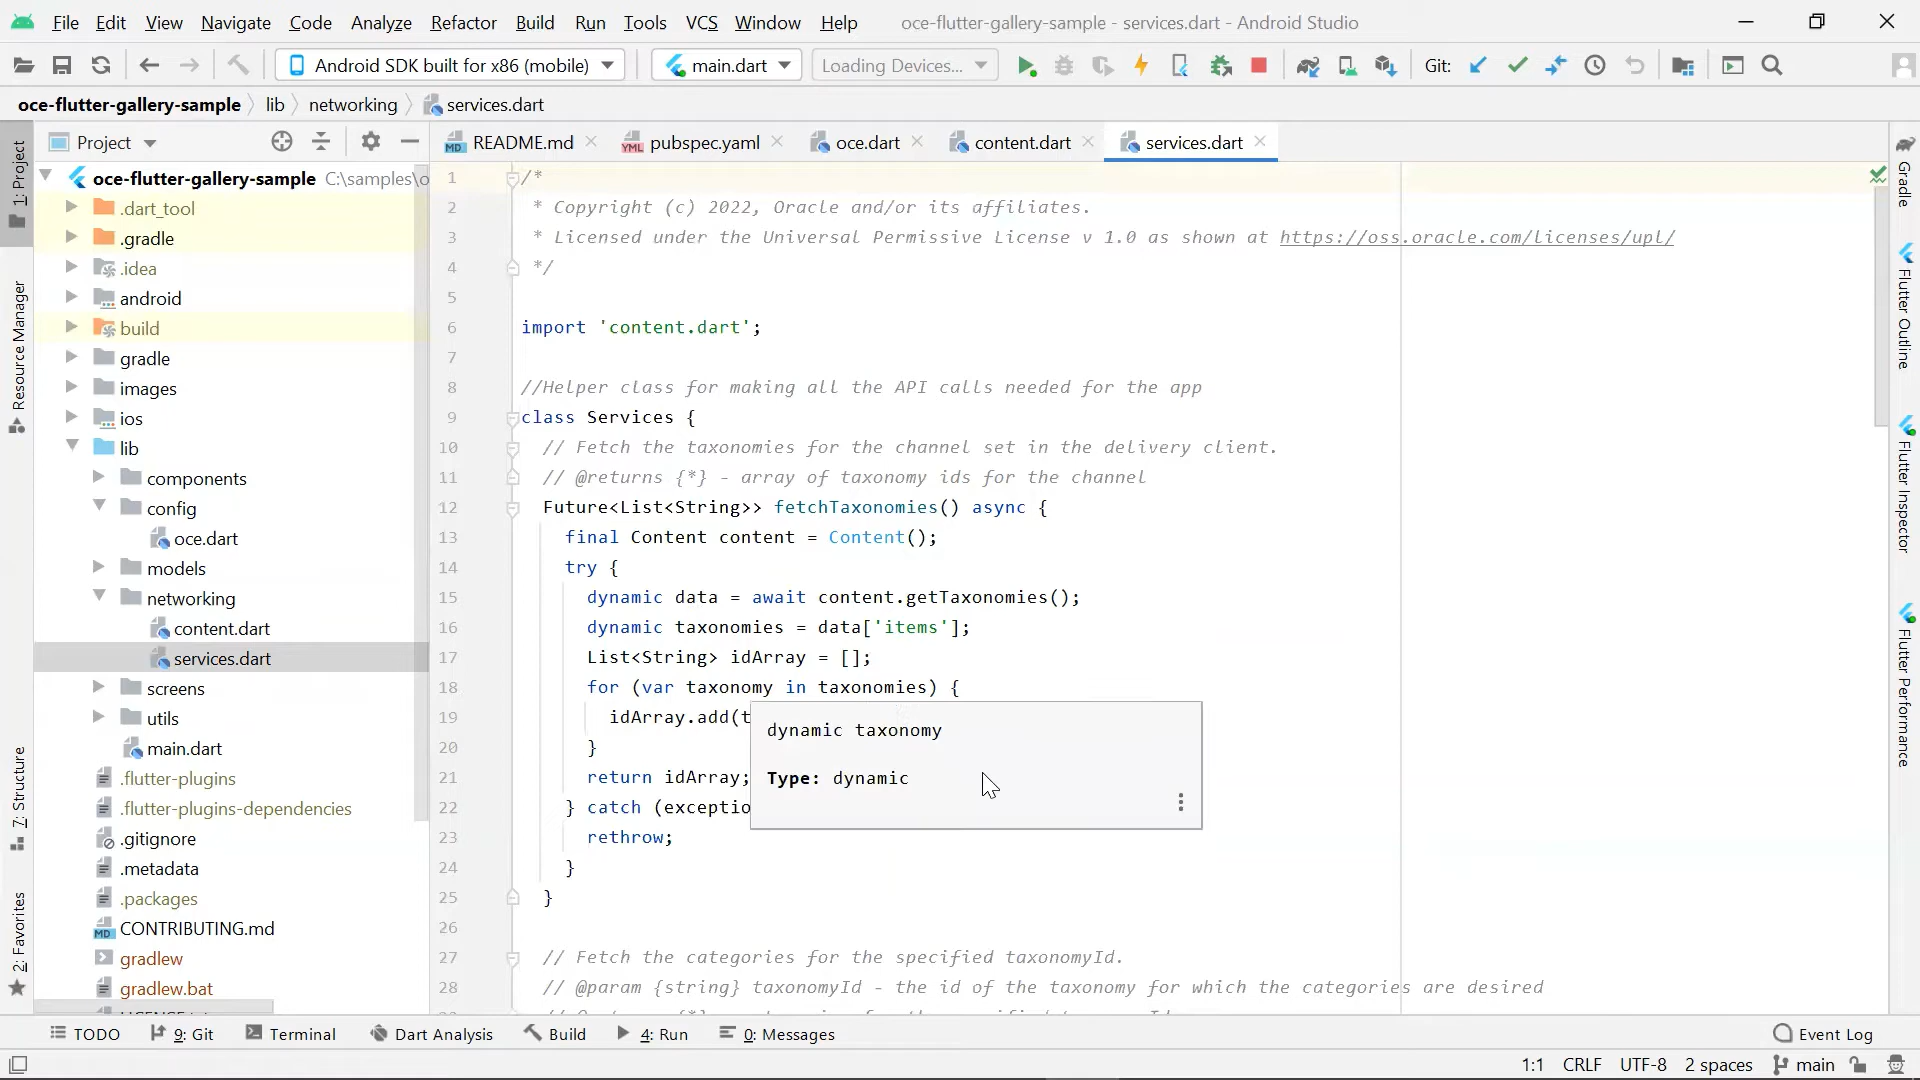 File Edit View Navigate Code Analyze Refactor Build Run Tools VCS Window Help oce-flutter-gallery-sample - services.dart - Android Studio
Android SDK built for x86 (mobile) main.dart Loading Devices... Git:
oce-flutter-gallery-sample lib networking services.dart
Project README.md pubspec.yaml oce.dart content.dart services.dart
1: Project
Resource Manager
7: Structure
2: Favorites
oce-flutter-gallery-sample C:\samples\o
.dart_tool
.gradle
.idea
android
build
gradle
images
ios
lib
components
config
oce.dart
models
networking
content.dart
services.dart
screens
utils
main.dart
.flutter-plugins
.flutter-plugins-dependencies
.gitignore
.metadata
.packages
CONTRIBUTING.md
gradlew
gradlew.bat
1 /*
2 * Copyright (c) 2022, Oracle and/or its affiliates.
3 * Licensed under the Universal Permissive License v 1.0 as shown at https://oss.oracle.com/licenses/upl/
4 */
5
6 import 'content.dart';
7
8 //Helper class for making all the API calls needed for the app
9 class Services {
10 // Fetch the taxonomies for the channel set in the delivery client.
11 // @returns {*} - array of taxonomy ids for the channel
12 Future<List<String>> fetchTaxonomies() async {
13 final Content content = Content();
14 try {
15 dynamic data = await content.getTaxonomies();
16 dynamic taxonomies = data['items'];
17 List<String> idArray = [];
18 for (var taxonomy in taxonomies) {
19 idArray.add(t
20 }
21 return idArray;
22 } catch (exceptio
23 rethrow;
24 }
25 }
26
27 // Fetch the categories for the specified taxonomyId.
28 // @param {string} taxonomyId - the id of the taxonomy for which the categories are desired
dynamic taxonomy
Type: dynamic
Gradle
Flutter Outline
Flutter Inspector
Flutter Performance
TODO 9: Git Terminal Dart Analysis Build 4: Run 0: Messages Event Log
1:1 CRLF UTF-8 2 spaces main